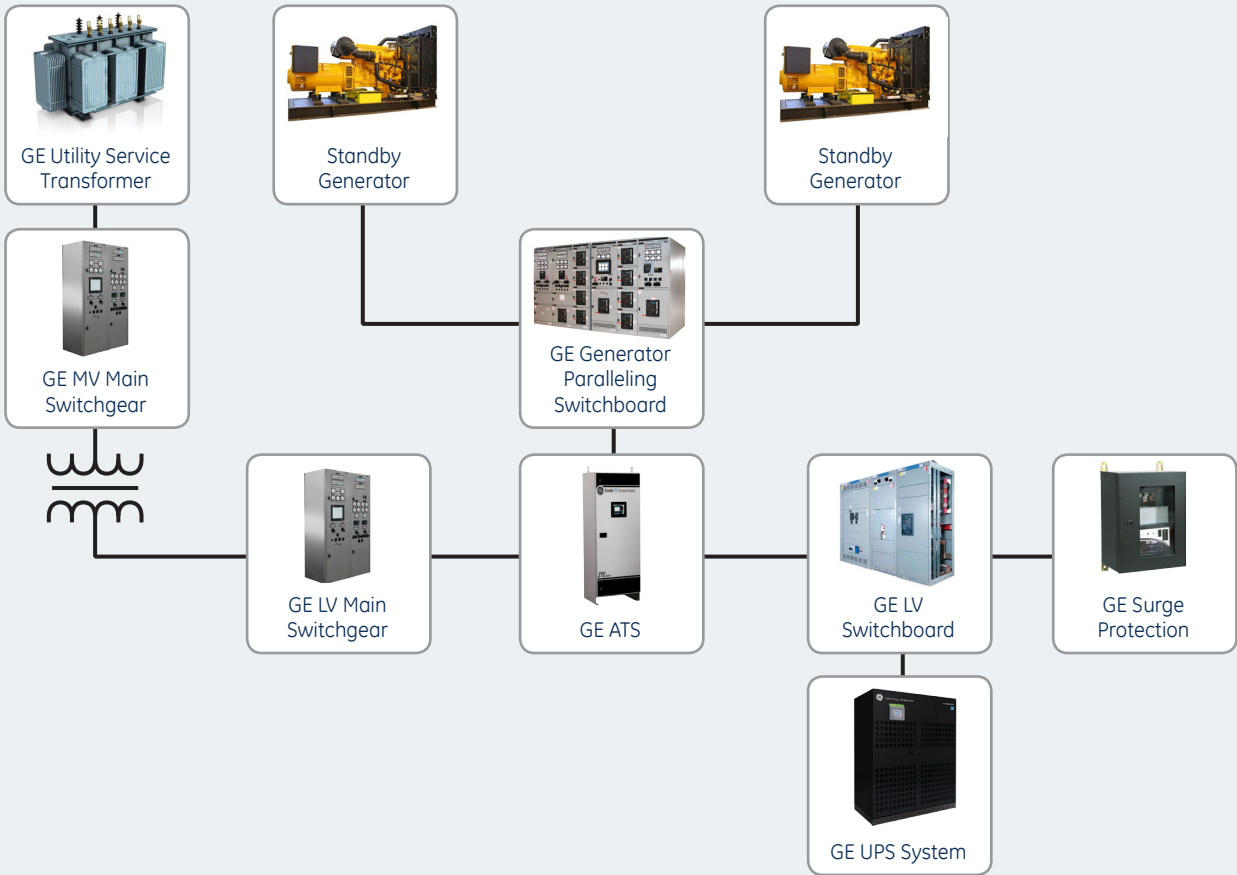 GE Utility Service
Transformer
Standby
Generator
Standby
Generator
GE MV Main
Switchgear
GE Generator
Paralleling
Switchboard
GE LV Main
Switchgear
GE ATS
GE LV
Switchboard
GE Surge
Protection
GE UPS System